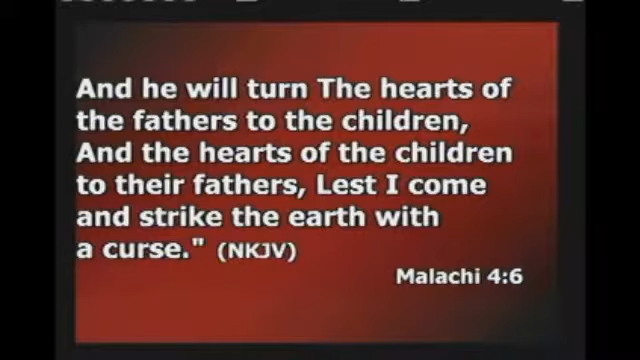 And he will turn The hearts of
the fathers to the children,
And the hearts of the children
to their fathers, Lest I come
and strike the earth with
a curse." (NKJV)
Malachi 4:6